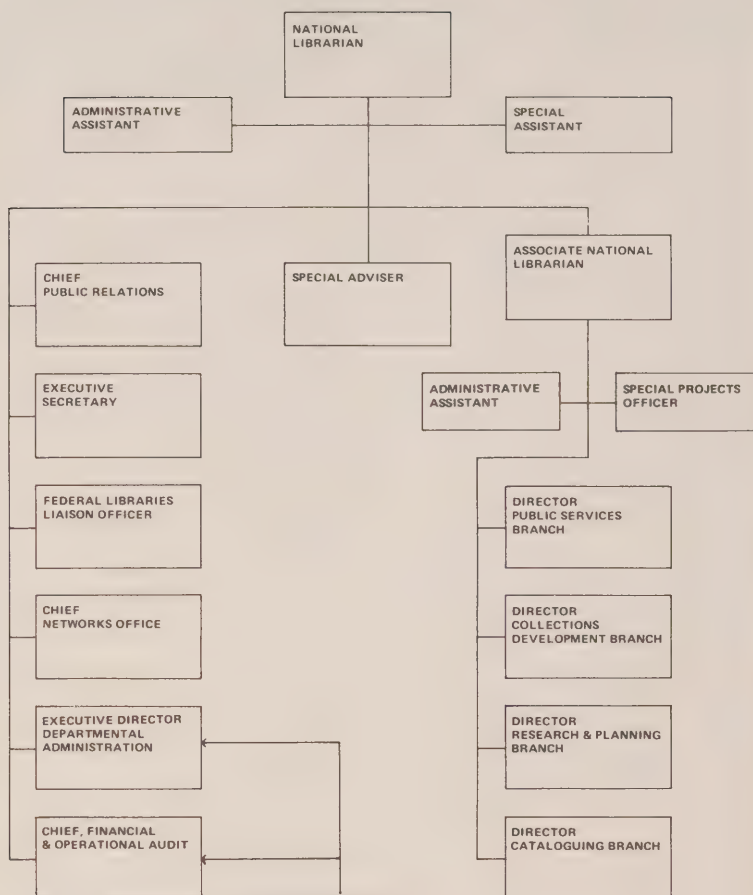 NATIONAL
LIBRARIAN
ADMINISTRATIVE
ASSISTANT
SPECIAL
ASSISTANT
CHIEF
PUBLIC RELATIONS
SPECIAL ADVISER
ASSOCIATE NATIONAL
LIBRARIAN
EXECUTIVE
SECRETARY
ADMINISTRATIVE
ASSISTANT
SPECIAL PROJECTS
OFFICER
FEDERAL LIBRARIES
LIAISON OFFICER
DIRECTOR
PUBLIC SERVICES
BRANCH
CHIEF
NETWORKS OFFICE
DIRECTOR
COLLECTIONS
DEVELOPMENT BRANCH
EXECUTIVE DIRECTOR
DEPARTMENTAL
ADMINISTRATION
DIRECTOR
RESEARCH & PLANNING
BRANCH
CHIEF, FINANCIAL
& OPERATIONAL AUDIT
DIRECTOR
CATALOGUING BRANCH